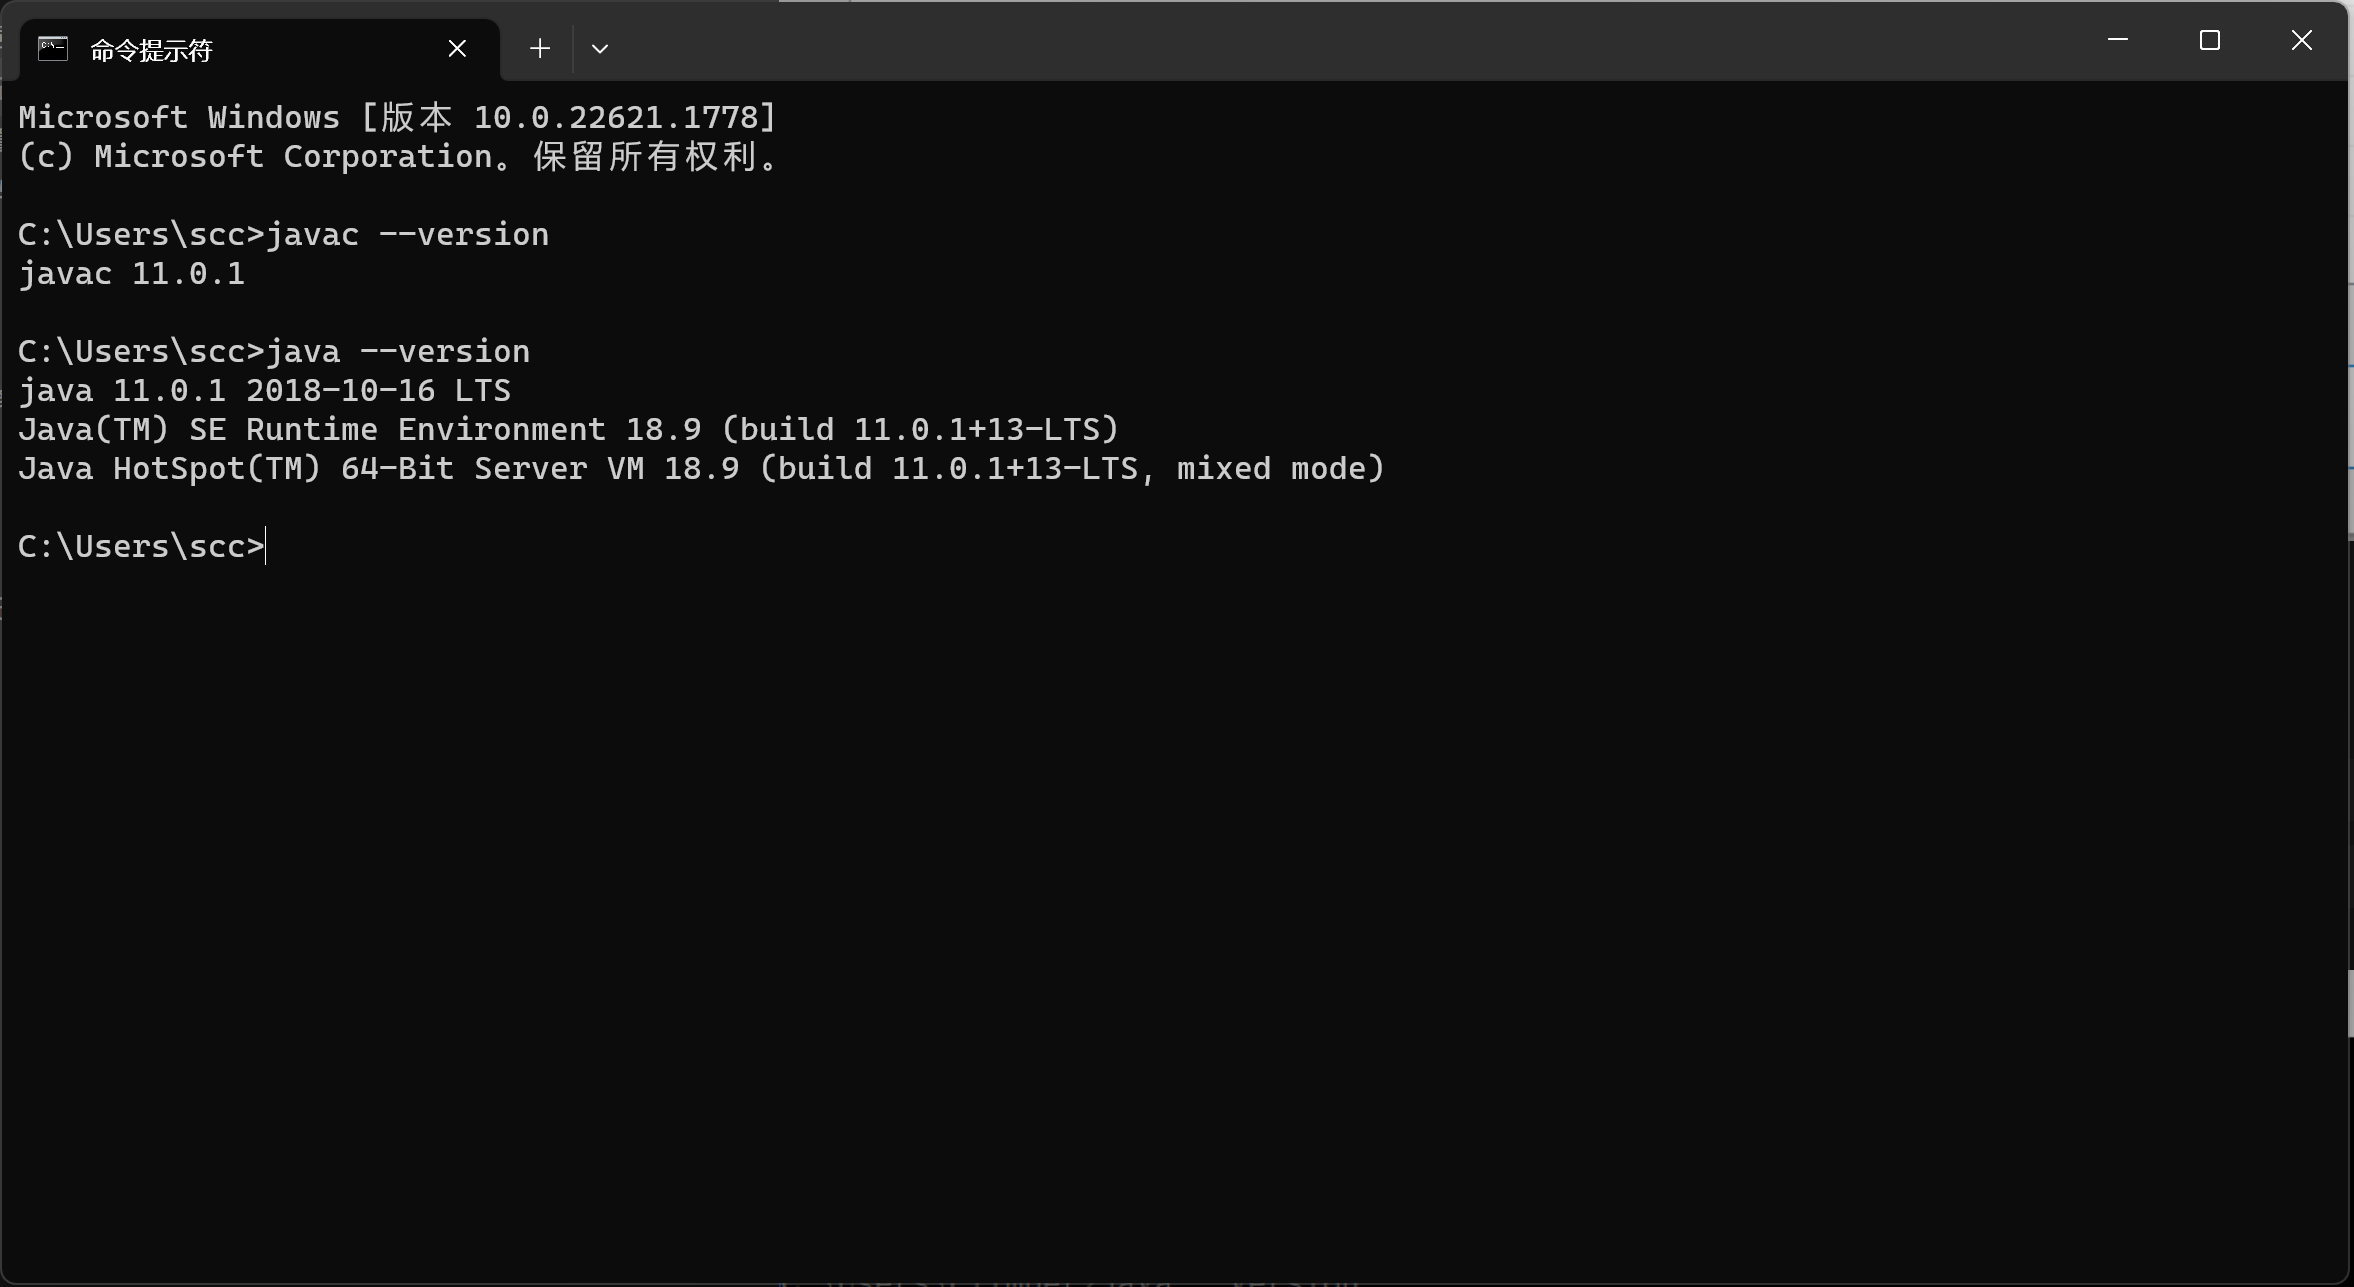 命令提示符
Microsoft Windows [版本 10.0.22621.1778]
(c) Microsoft Corporation。保留所有权利。
C:\Users\scc>javac --version
javac 11.0.1
C:\Users\scc>java --version
java 11.0.1 2018-10-16 LTS
Java(TM) SE Runtime Environment 18.9 (build 11.0.1+13-LTS)
Java HotSpot(TM) 64-Bit Server VM 18.9 (build 11.0.1+13-LTS, mixed mode)
C:\Users\scc>